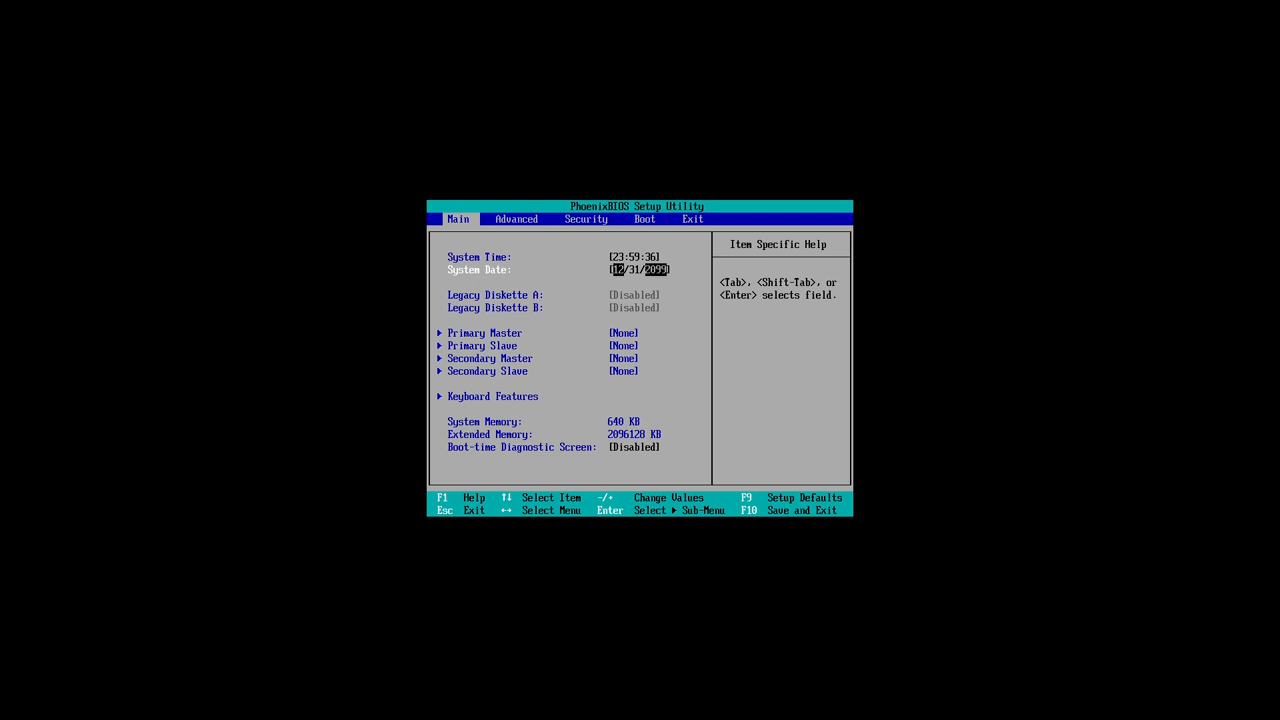 PhoenixBIOS Setup Utility
Main Advanced Security Boot Exit
Item Specific Help
System Time: [23:59:36]
System Date: [12/31/2099]
<Tab>, <Shift-Tab>, or
<Enter> selects field.
Legacy Diskette A: [Disabled]
Legacy Diskette B: [Disabled]
Primary Master [None]
Primary Slave [None]
Secondary Master [None]
Secondary Slave [None]
Keyboard Features
System Memory: 640 KB
Extended Memory: 2096128 KB
Boot-time Diagnostic Screen: [Disabled]
F1 Help ↑↓ Select Item -/+ Change Values F9 Setup Defaults
Esc Exit ↔ Select Menu Enter Select ▶ Sub-Menu F10 Save and Exit